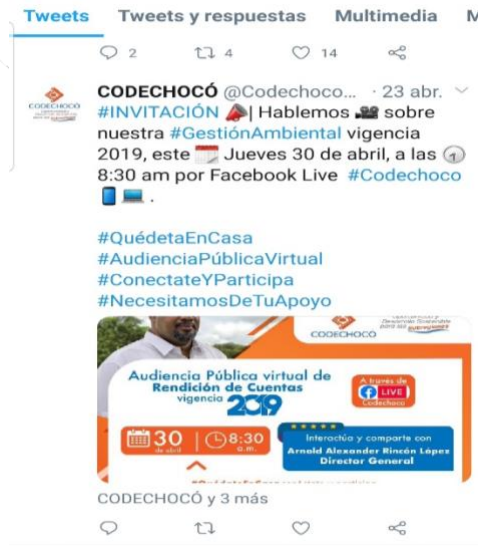 Tweets Tweets y respuestas Multimedia M
2 4 14
CODECHOCÓ @Codechoco... · 23 abr.
#INVITACIÓN | Hablemos sobre
nuestra #GestiónAmbiental vigencia
2019, este Jueves 30 de abril, a las
8:30 am por Facebook Live #Codechoco
.
#QuédetaEnCasa
#AudienciaPúblicaVirtual
#ConectateYParticipa
#NecesitamosDeTuApoyo
CODECHOCÓ
Audiencia Pública virtual de
Rendición de Cuentas
vigencia 2019
A través de
LIVE
Codechoco
30 de abril | 8:30 a.m.
Interactúa y comparte con
Arnold Alexander Rincón López
Director General
CODECHOCÓ y 3 más